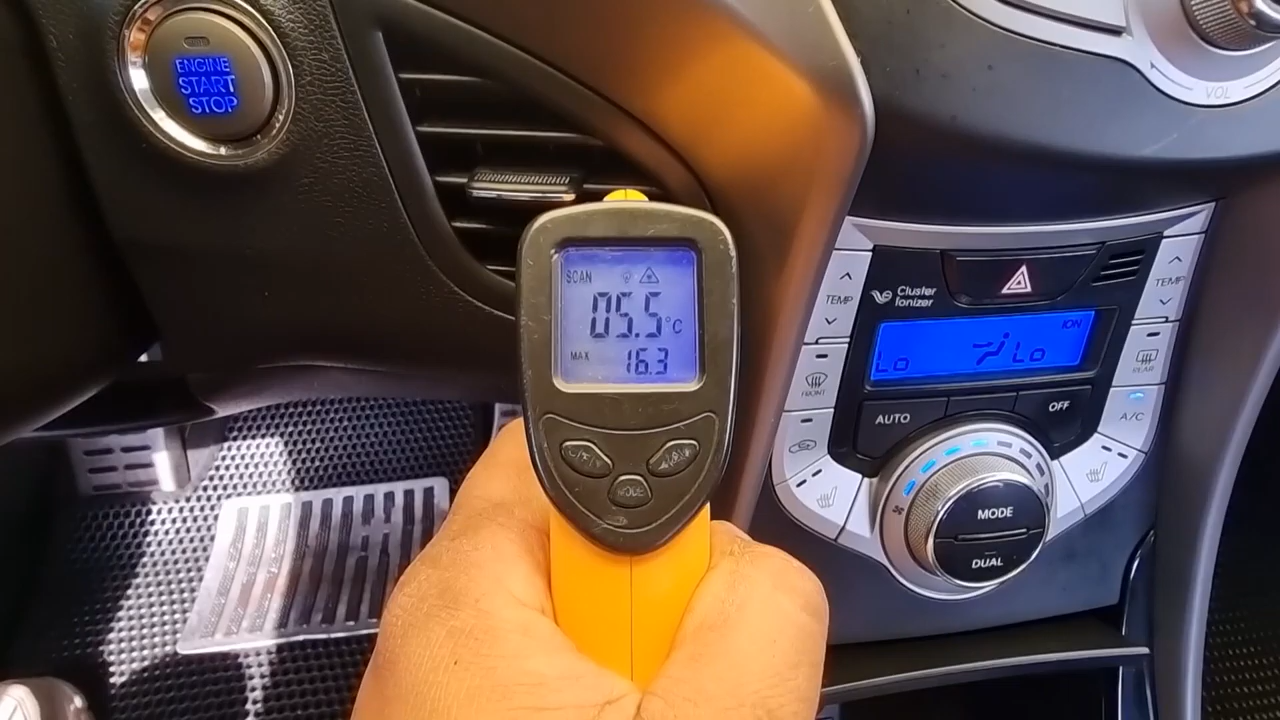 ENGINE
START
STOP
VOL
SCAN
05.5°C
MAX 16.3
MODE
TEMP
Cluster
Ionizer
TEMP
ION
Lo Lo
FRONT
REAR
AUTO
OFF
A/C
MODE
DUAL